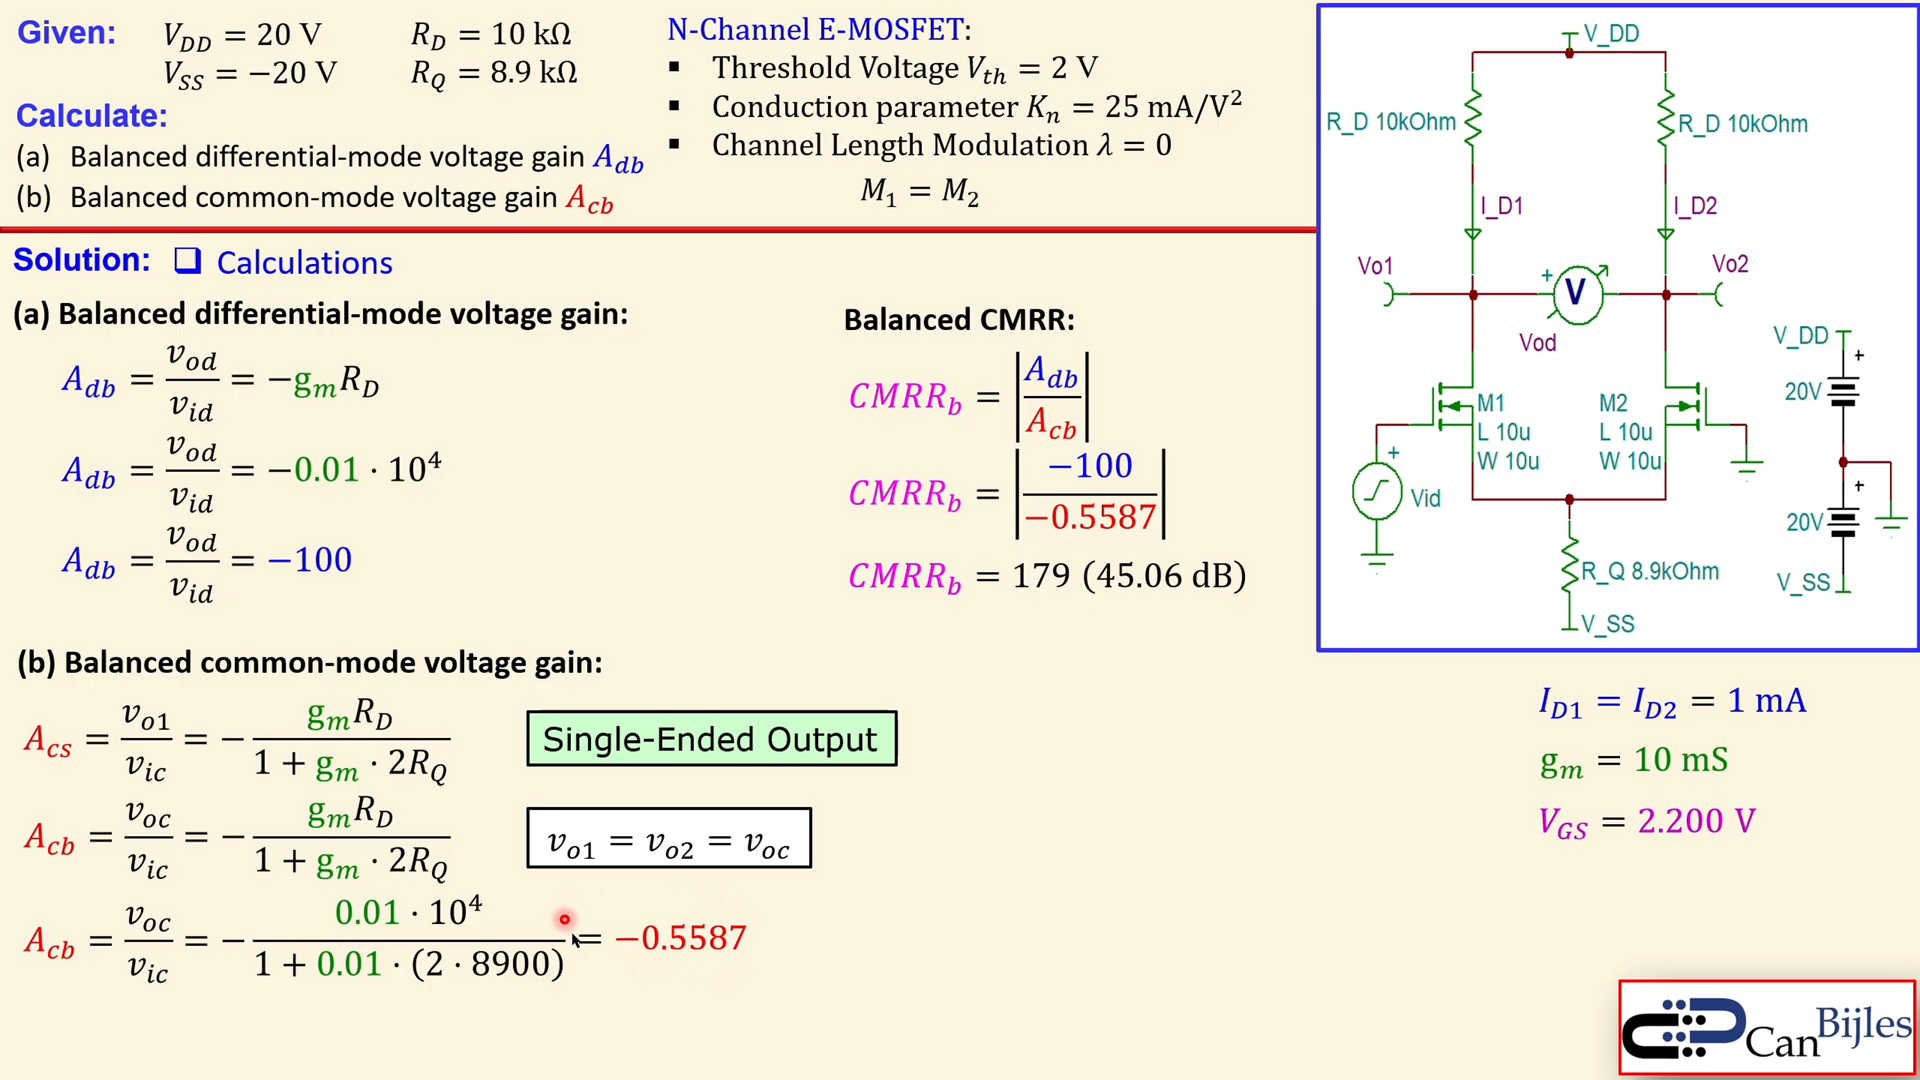 Given: V_DD = 20 V R_D = 10 kΩ
V_SS = −20 V R_Q = 8.9 kΩ
Calculate:
(a) Balanced differential-mode voltage gain A_db
(b) Balanced common-mode voltage gain A_cb
N-Channel E-MOSFET:
▪ Threshold Voltage V_th = 2 V
▪ Conduction parameter K_n = 25 mA/V²
▪ Channel Length Modulation λ = 0
M_1 = M_2
Solution: ❑ Calculations
(a) Balanced differential-mode voltage gain:
A_db = v_od / v_id = −g_m R_D
A_db = v_od / v_id = −0.01 · 10⁴
A_db = v_od / v_id = −100
Balanced CMRR:
CMRR_b = |A_db / A_cb|
CMRR_b = |−100 / −0.5587|
CMRR_b = 179 (45.06 dB)
(b) Balanced common-mode voltage gain:
A_cs = v_o1 / v_ic = − g_m R_D / 1 + g_m · 2R_Q
Single-Ended Output
A_cb = v_oc / v_ic = − g_m R_D / 1 + g_m · 2R_Q
v_o1 = v_o2 = v_oc
A_cb = v_oc / v_ic = − 0.01 · 10⁴ / 1 + 0.01 · (2 · 8900) = −0.5587
V_DD
R_D 10kOhm
R_D 10kOhm
I_D1
I_D2
Vo1
Vo2
+
V
Vod
V_DD
+
20V
M1
L 10u
W 10u
M2
L 10u
W 10u
+
Vid
+
20V
R_Q 8.9kOhm
V_SS
V_SS
I_D1 = I_D2 = 1 mA
g_m = 10 mS
V_GS = 2.200 V
CanBijles